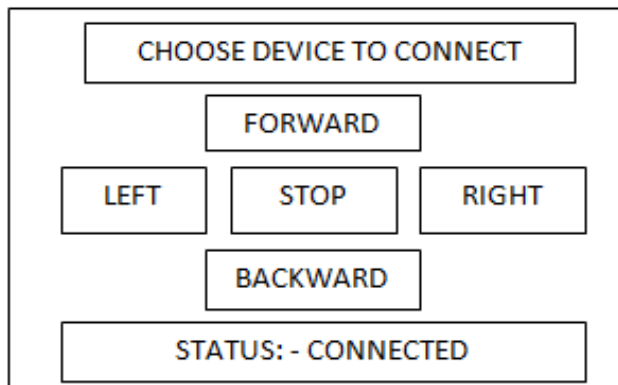 CHOOSE DEVICE TO CONNECT
FORWARD
LEFT STOP RIGHT
BACKWARD
STATUS: - CONNECTED